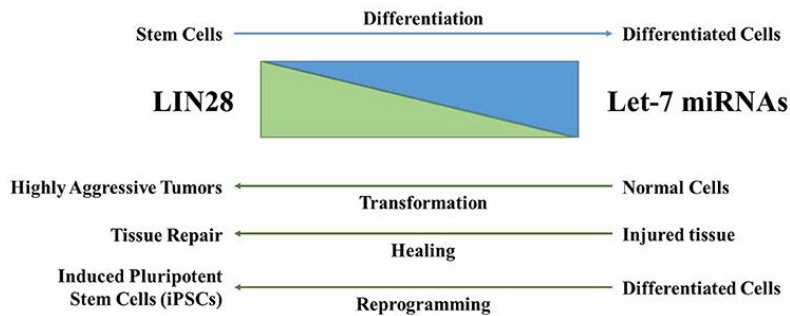 Differentiation
Stem Cells
Differentiated Cells
LIN28
Let-7 miRNAs
Highly Aggressive Tumors
Normal Cells
Transformation
Tissue Repair
Injured tissue
Healing
Induced Pluripotent
Stem Cells (iPSCs)
Differentiated Cells
Reprogramming